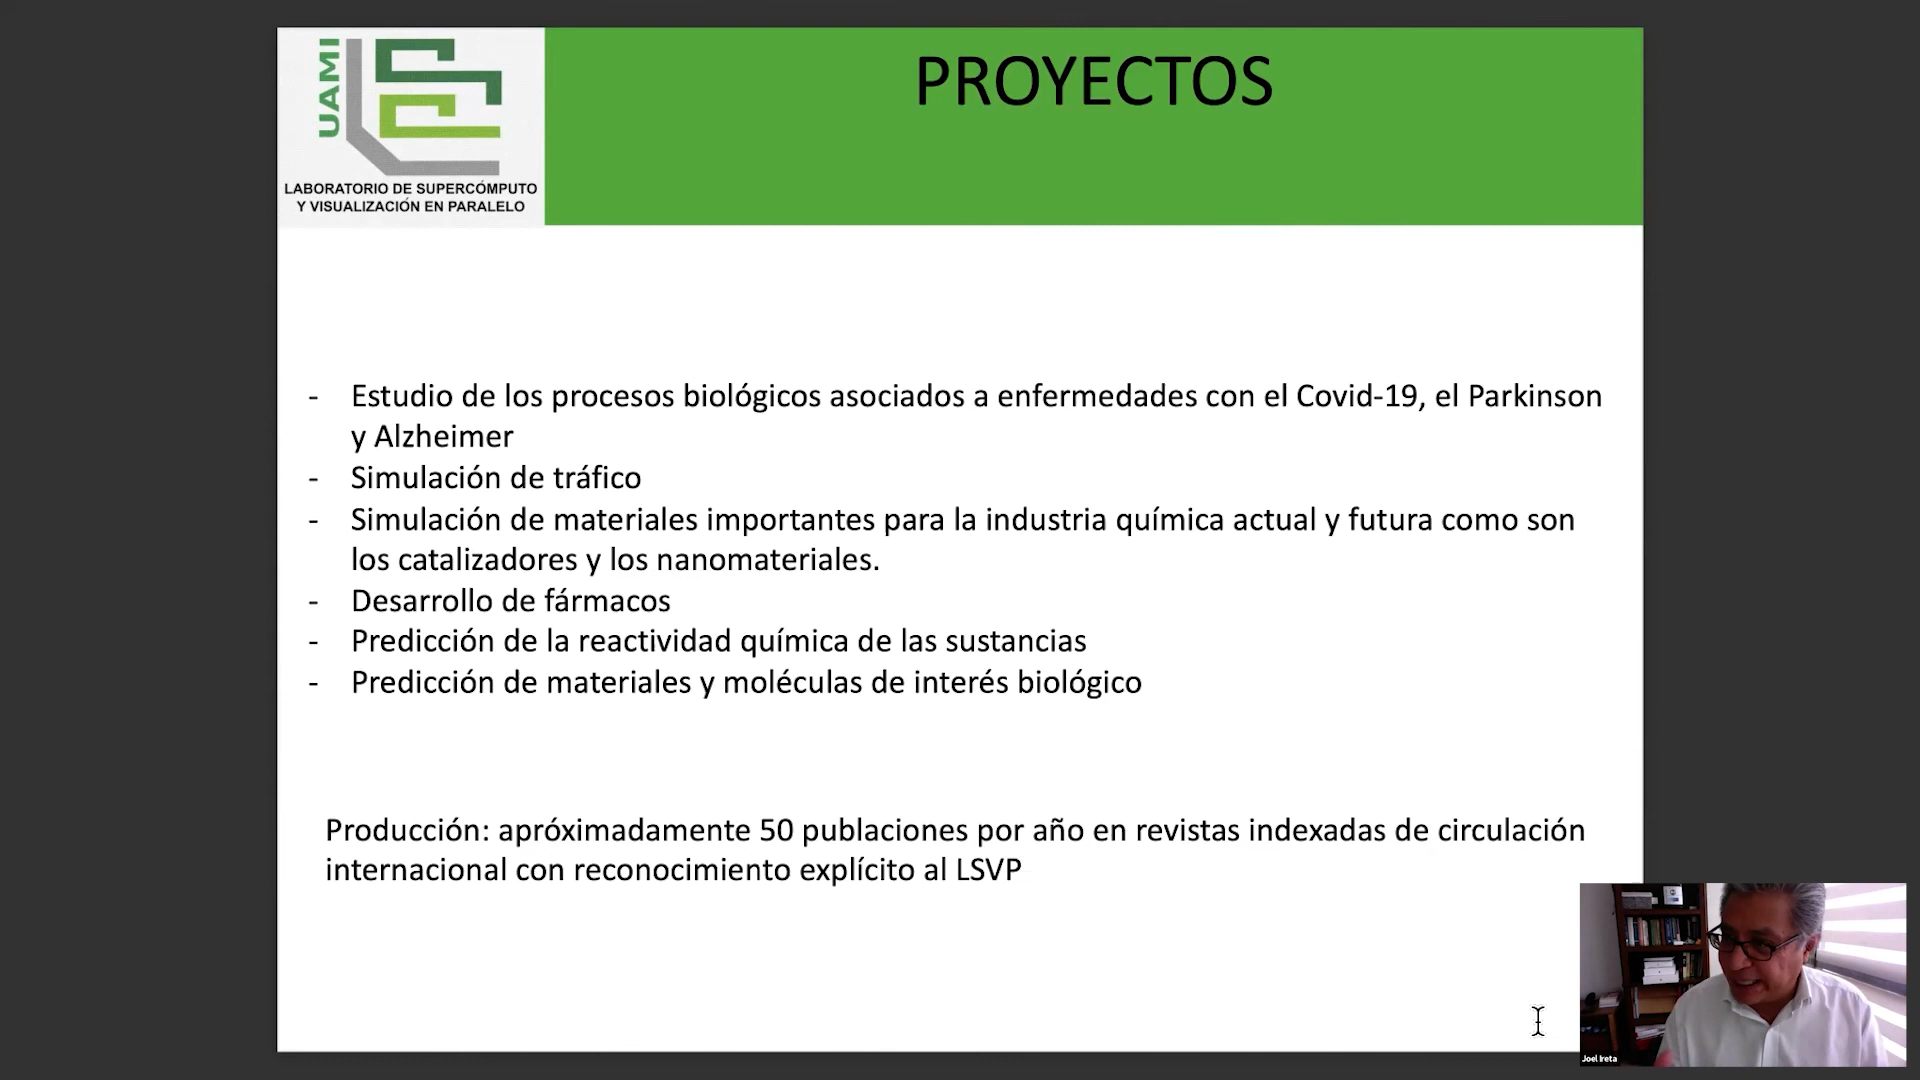 UAMI
LABORATORIO DE SUPERCÓMPUTO
Y VISUALIZACIÓN EN PARALELO
PROYECTOS
- Estudio de los procesos biológicos asociados a enfermedades con el Covid-19, el Parkinson
y Alzheimer
- Simulación de tráfico
- Simulación de materiales importantes para la industria química actual y futura como son
los catalizadores y los nanomateriales.
- Desarrollo de fármacos
- Predicción de la reactividad química de las sustancias
- Predicción de materiales y moléculas de interés biológico
Producción: apróximadamente 50 publaciones por año en revistas indexadas de circulación
internacional con reconocimiento explícito al LSVP
Joel Ireta